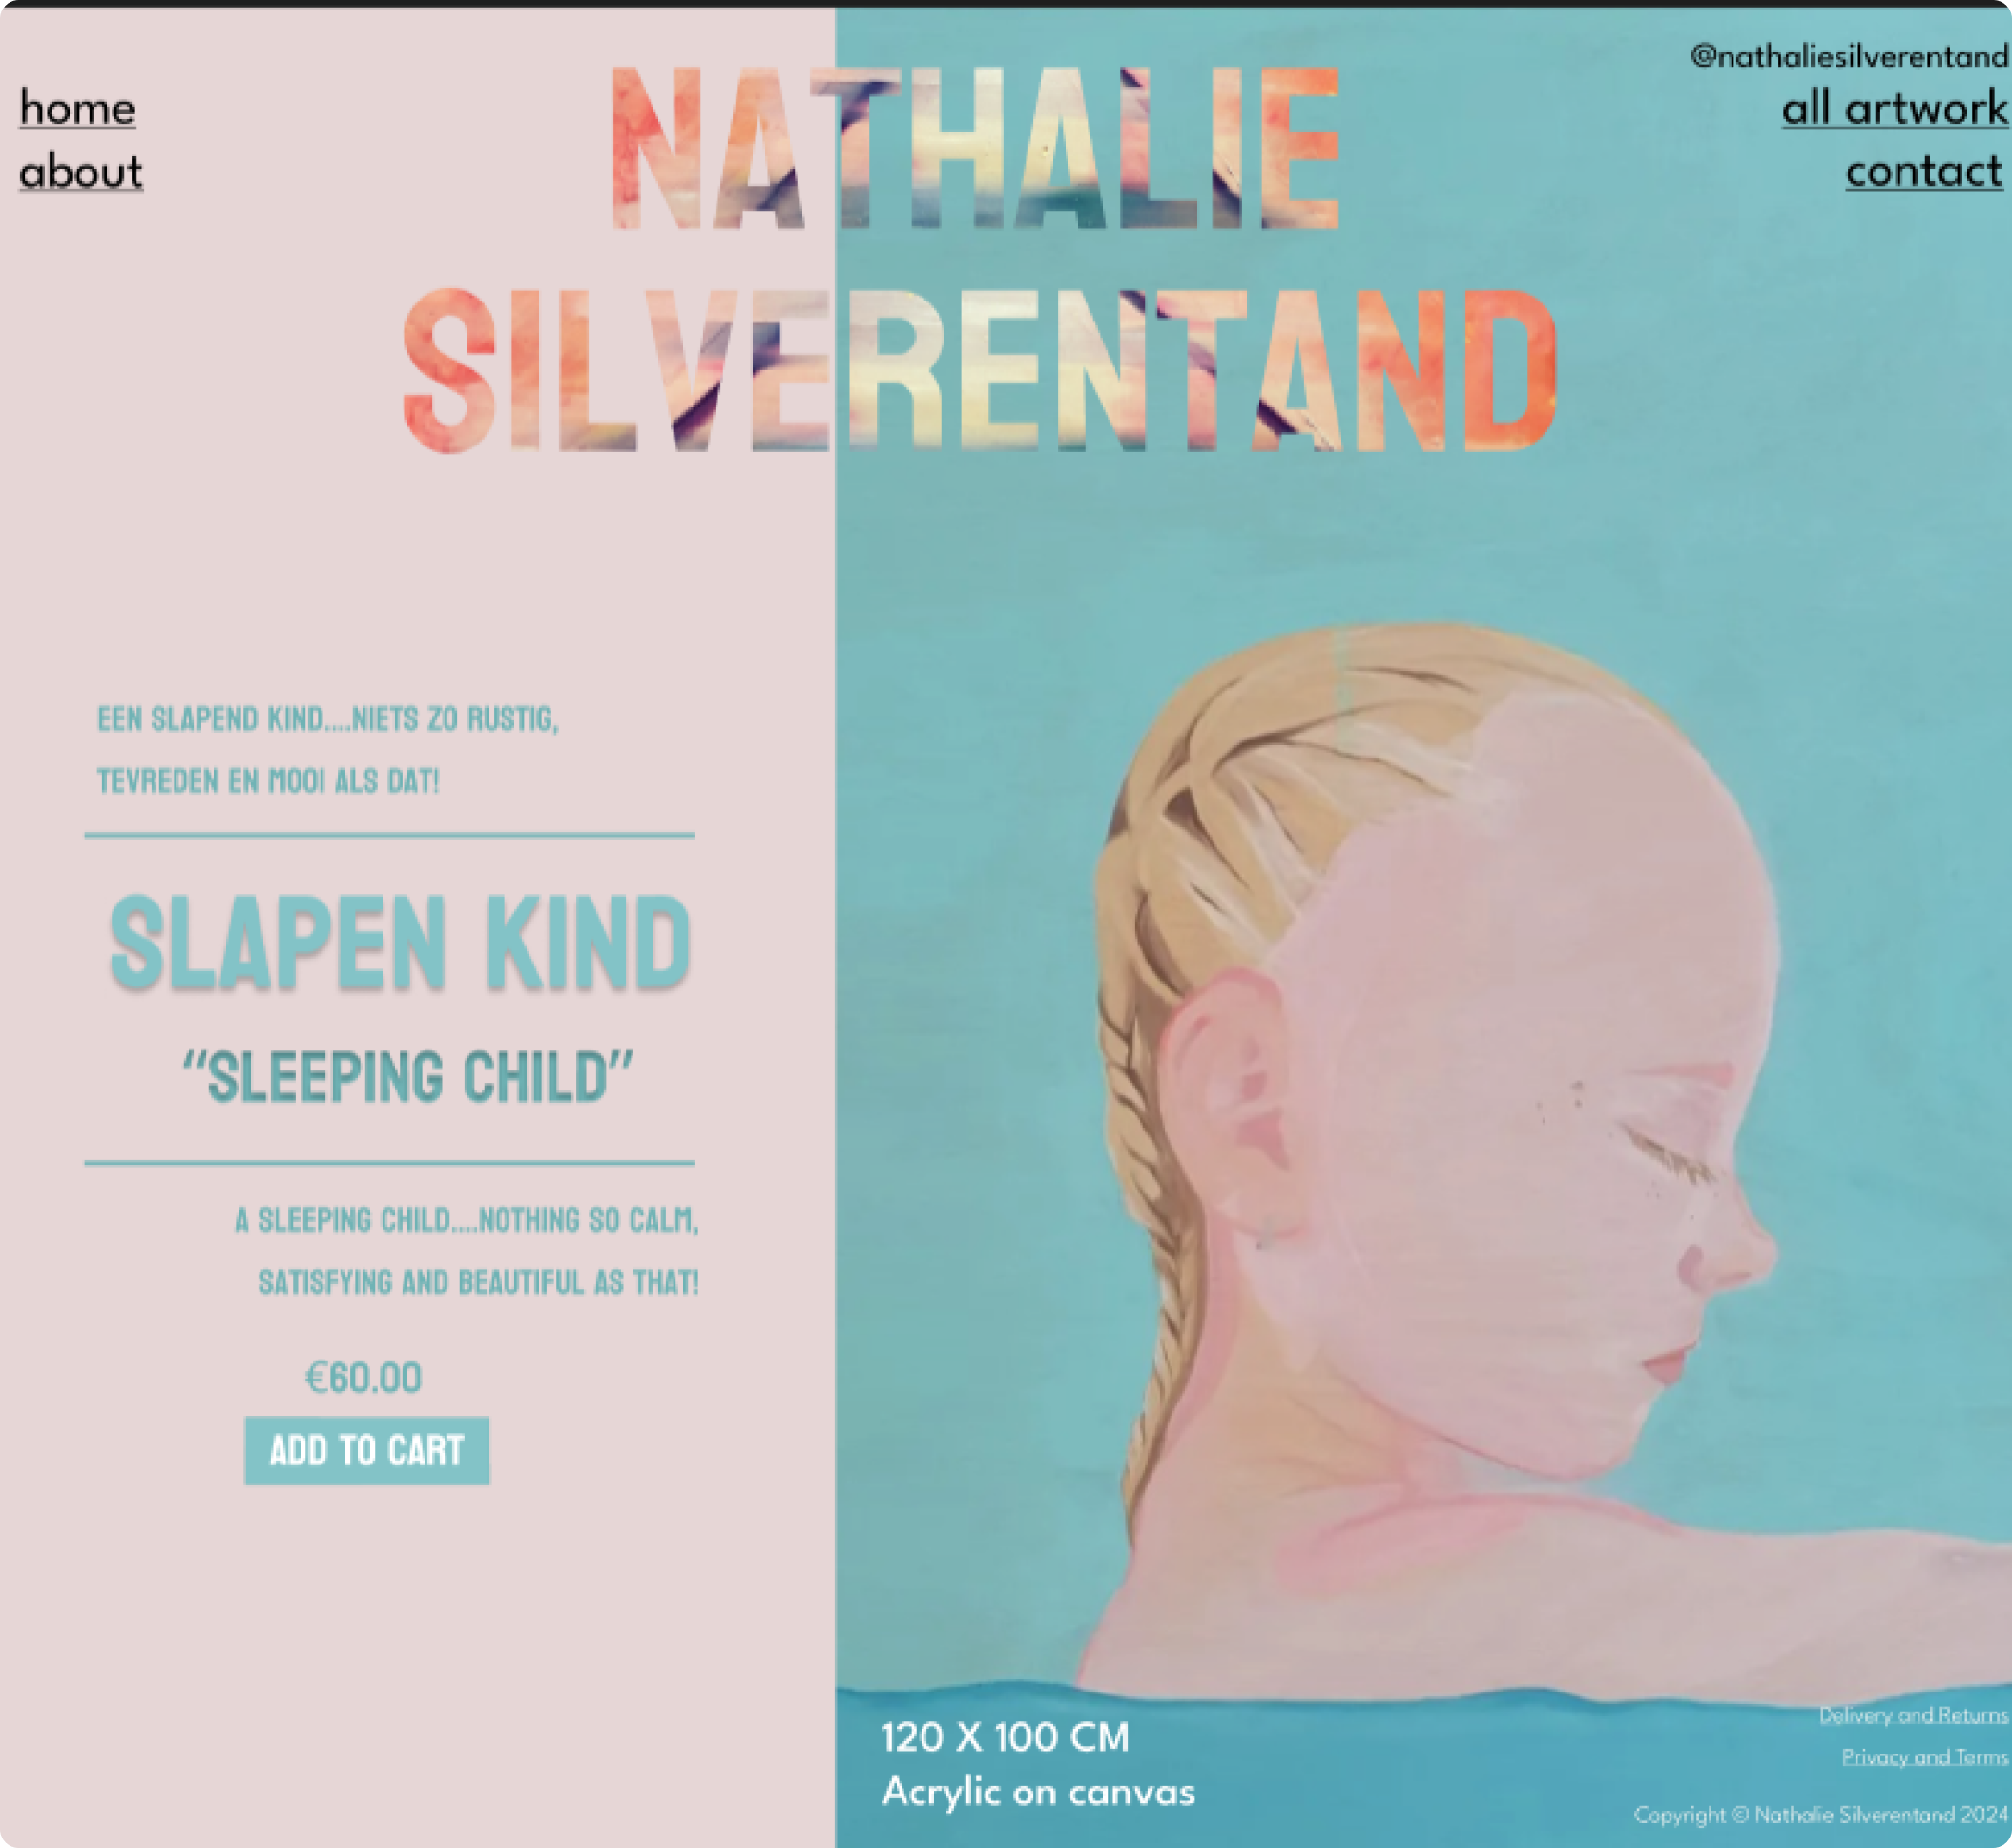 @nathaliesilverentand
home
about
all artwork
contact
NATHALIE
SILVERENTAND
EEN SLAPEND KIND....NIETS ZO RUSTIG,
TEVREDEN EN MOOI ALS DAT!
SLAPEN KIND
“SLEEPING CHILD”
A SLEEPING CHILD....NOTHING SO CALM,
SATISFYING AND BEAUTIFUL AS THAT!
€60.00
ADD TO CART
120 X 100 CM
Acrylic on canvas
Delivery and Returns
Privacy and Terms
Copyright © Nathalie Silverentand 2024